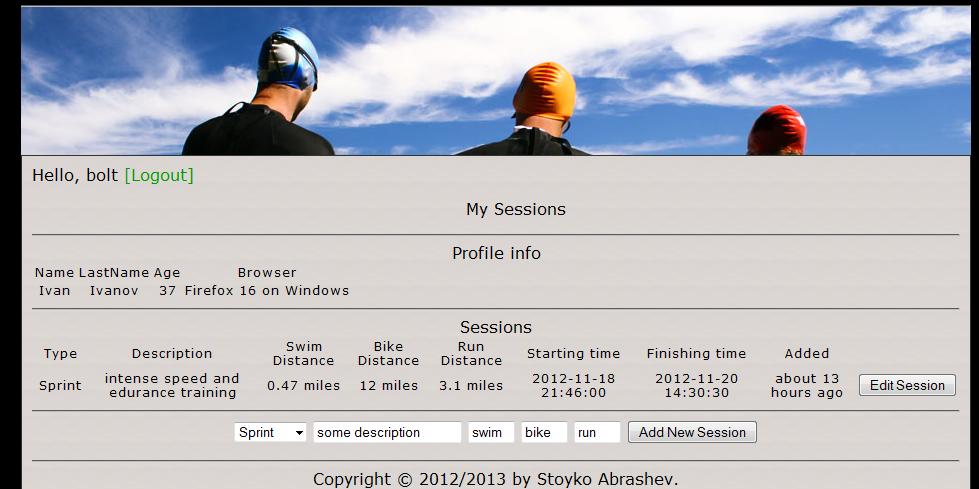 Hello, bolt [Logout]
My Sessions
Profile info
Name LastName Age Browser
Ivan Ivanov 37 Firefox 16 on Windows
Sessions
Type Description Swim Distance Bike Distance Run Distance Starting time Finishing time Added
Sprint intense speed and edurance training 0.47 miles 12 miles 3.1 miles 2012-11-18 21:46:00 2012-11-20 14:30:30 about 13 hours ago Edit Session
Sprint some description swim bike run Add New Session
Copyright © 2012/2013 by Stoyko Abrashev.